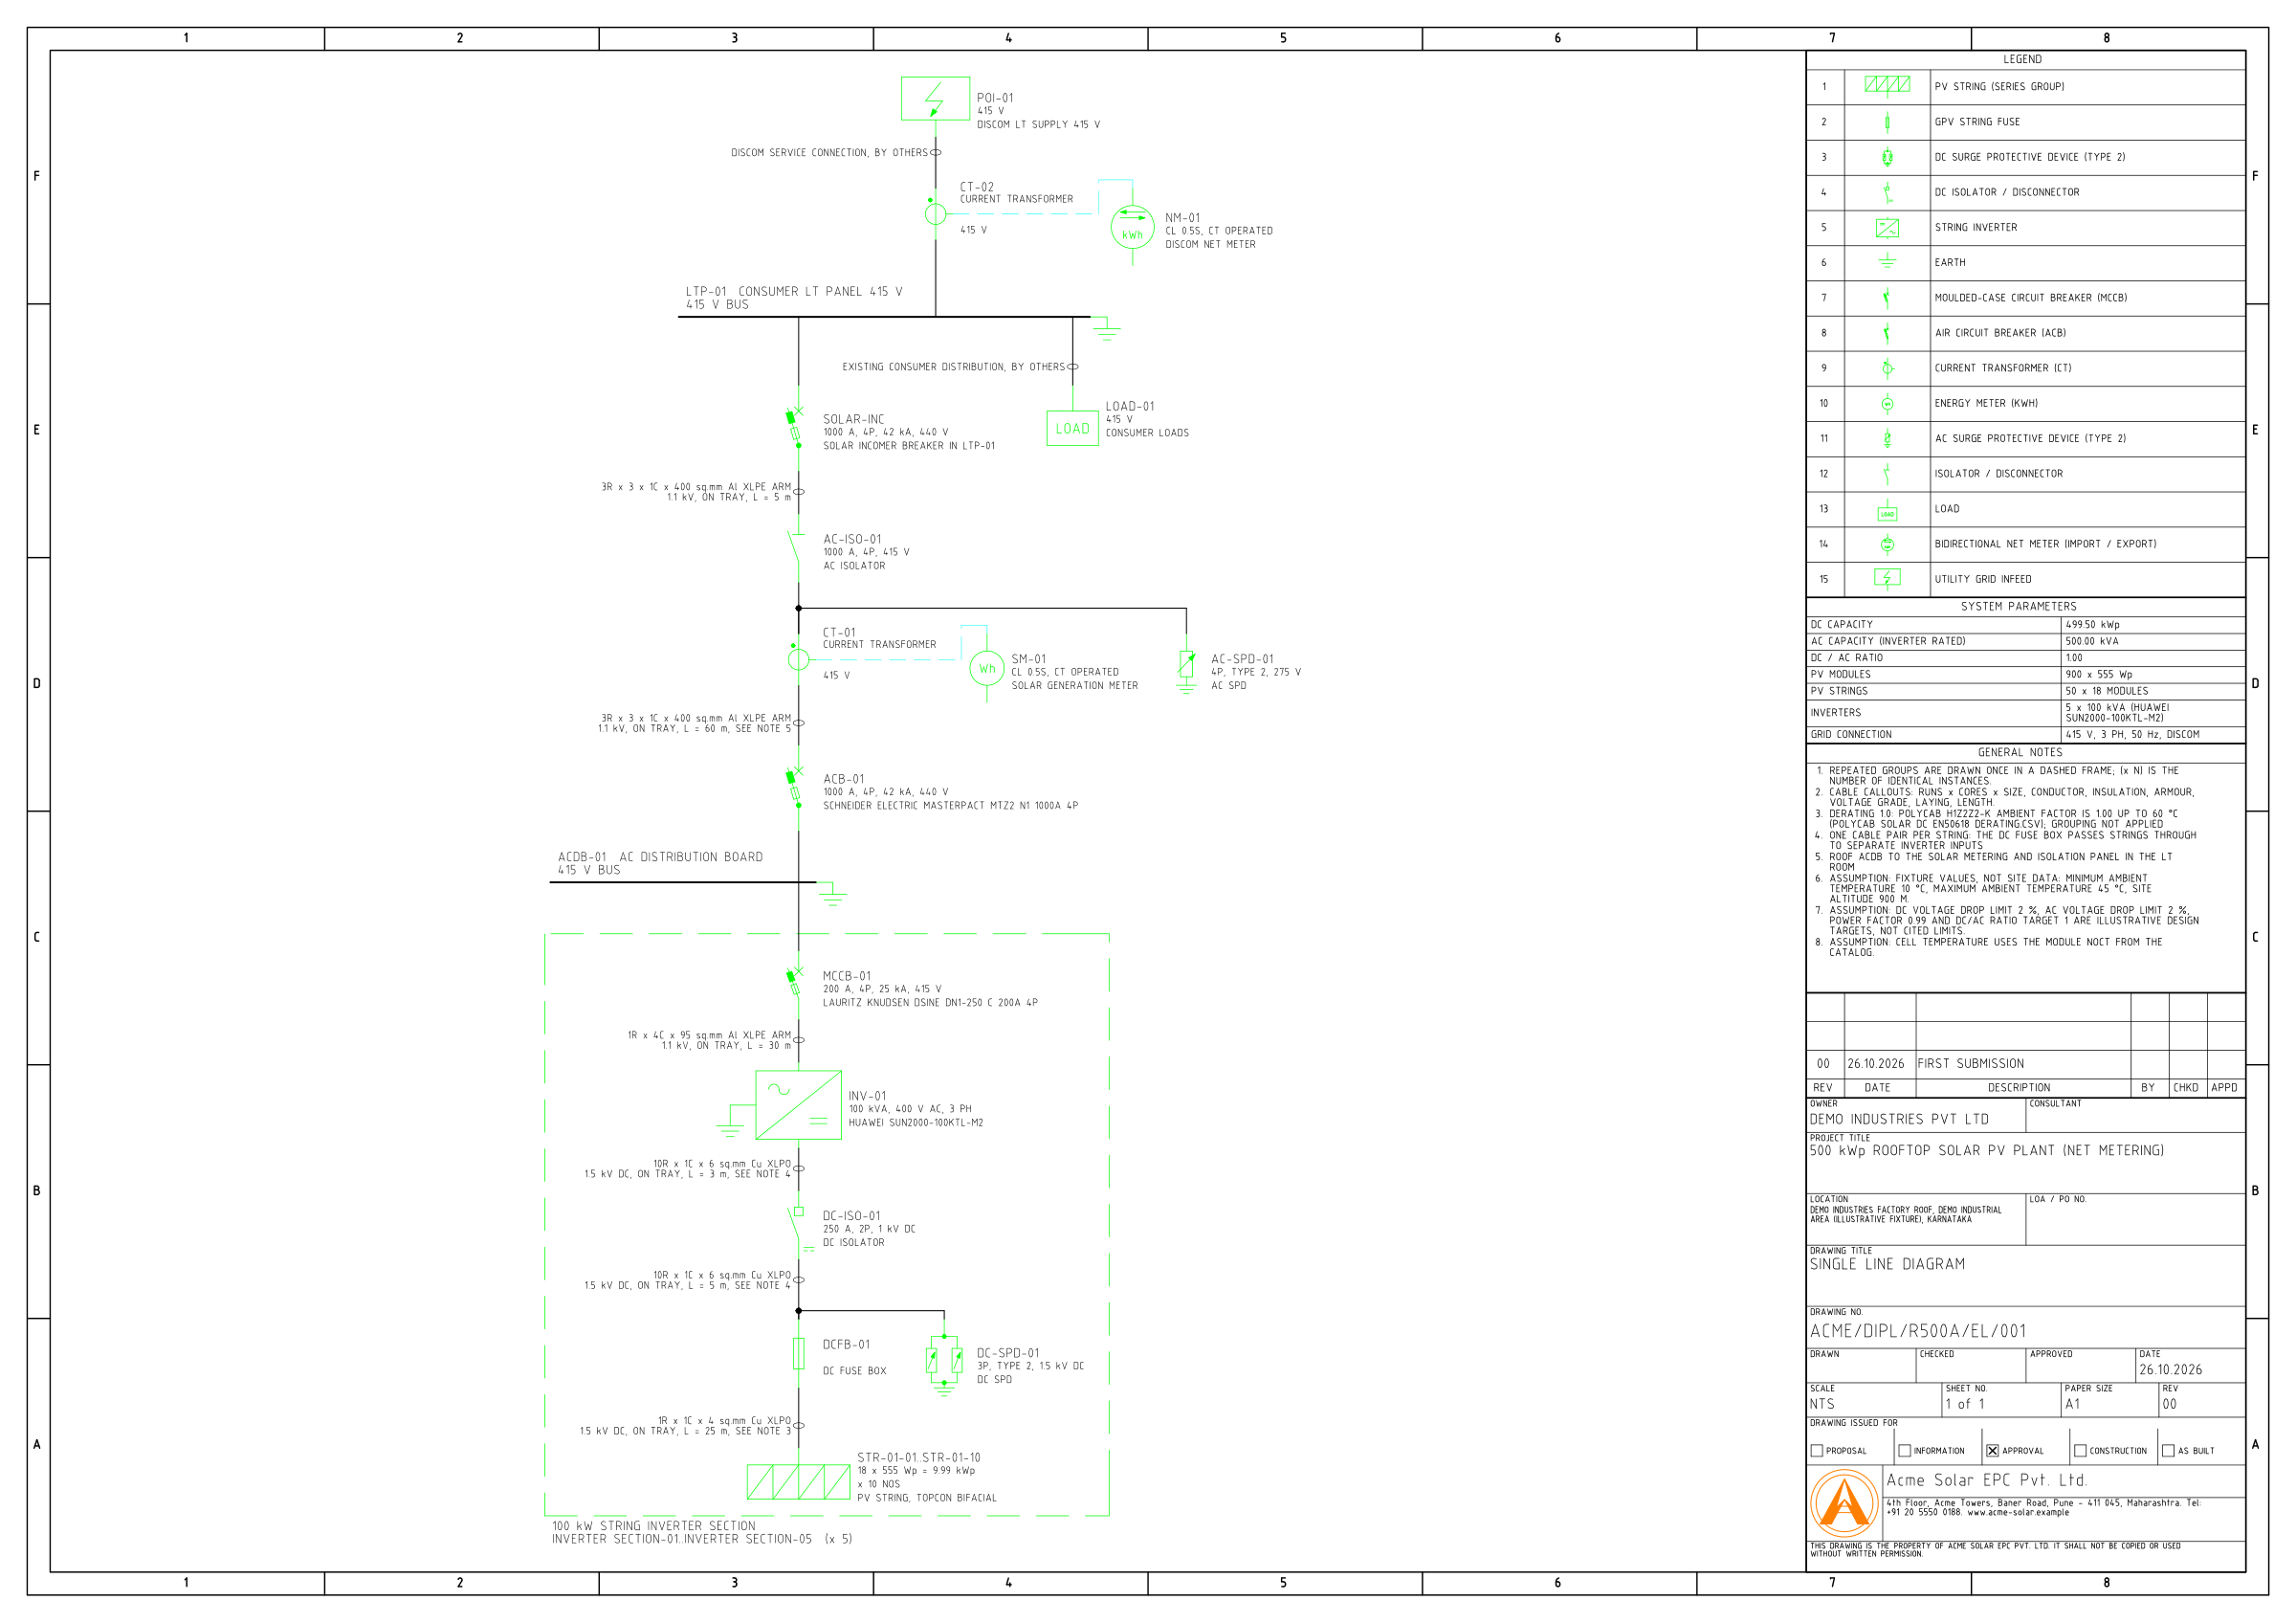 1 2 3 4 5 6 7 8
F
E
D
C
B
A
POI-01
415 V
DISCOM LT SUPPLY 415 V
DISCOM SERVICE CONNECTION, BY OTHERS
CT-02
CURRENT TRANSFORMER
415 V
kWh
NM-01
CL 0.5S, CT OPERATED
DISCOM NET METER
LTP-01 CONSUMER LT PANEL 415 V
415 V BUS
EXISTING CONSUMER DISTRIBUTION, BY OTHERS
LOAD
LOAD-01
415 V
CONSUMER LOADS
SOLAR-INC
1000 A, 4P, 42 kA, 440 V
SOLAR INCOMER BREAKER IN LTP-01
3R x 3 x 1C x 400 sq.mm Al XLPE ARM
1.1 kV, ON TRAY, L = 5 m
AC-ISO-01
1000 A, 4P, 415 V
AC ISOLATOR
CT-01
CURRENT TRANSFORMER
415 V
Wh
SM-01
CL 0.5S, CT OPERATED
SOLAR GENERATION METER
AC-SPD-01
4P, TYPE 2, 275 V
AC SPD
3R x 3 x 1C x 400 sq.mm Al XLPE ARM
1.1 kV, ON TRAY, L = 60 m, SEE NOTE 5
ACB-01
1000 A, 4P, 42 kA, 440 V
SCHNEIDER ELECTRIC MASTERPACT MTZ2 N1 1000A 4P
ACDB-01 AC DISTRIBUTION BOARD
415 V BUS
MCCB-01
200 A, 4P, 25 kA, 415 V
LAURITZ KNUDSEN DSINE DN1-250 C 200A 4P
1R x 4C x 95 sq.mm Al XLPE ARM
1.1 kV, ON TRAY, L = 30 m
INV-01
100 kVA, 400 V AC, 3 PH
HUAWEI SUN2000-100KTL-M2
10R x 1C x 6 sq.mm Cu XLPO
1.5 kV DC, ON TRAY, L = 3 m, SEE NOTE 4
DC-ISO-01
250 A, 2P, 1 kV DC
DC ISOLATOR
10R x 1C x 6 sq.mm Cu XLPO
1.5 kV DC, ON TRAY, L = 5 m, SEE NOTE 4
DCFB-01
DC FUSE BOX
DC-SPD-01
3P, TYPE 2, 1.5 kV DC
DC SPD
1R x 1C x 4 sq.mm Cu XLPO
1.5 kV DC, ON TRAY, L = 25 m, SEE NOTE 3
STR-01-01..STR-01-10
18 x 555 Wp = 9.99 kWp
x 10 NOS
PV STRING, TOPCON BIFACIAL
100 kW STRING INVERTER SECTION
INVERTER SECTION-01..INVERTER SECTION-05 (x 5)
LEGEND
1 PV STRING (SERIES GROUP)
2 GPV STRING FUSE
3 DC SURGE PROTECTIVE DEVICE (TYPE 2)
4 DC ISOLATOR / DISCONNECTOR
5 STRING INVERTER
6 EARTH
7 MOULDED-CASE CIRCUIT BREAKER (MCCB)
8 AIR CIRCUIT BREAKER (ACB)
9 CURRENT TRANSFORMER (CT)
10 ENERGY METER (KWH)
11 AC SURGE PROTECTIVE DEVICE (TYPE 2)
12 ISOLATOR / DISCONNECTOR
13 LOAD LOAD
14 BIDIRECTIONAL NET METER (IMPORT / EXPORT)
15 UTILITY GRID INFEED
SYSTEM PARAMETERS
DC CAPACITY 499.50 kWp
AC CAPACITY (INVERTER RATED) 500.00 kVA
DC / AC RATIO 1.00
PV MODULES 900 x 555 Wp
PV STRINGS 50 x 18 MODULES
INVERTERS 5 x 100 kVA (HUAWEI
SUN2000-100KTL-M2)
GRID CONNECTION 415 V, 3 PH, 50 Hz, DISCOM
GENERAL NOTES
1. REPEATED GROUPS ARE DRAWN ONCE IN A DASHED FRAME; (x N) IS THE
NUMBER OF IDENTICAL INSTANCES.
2. CABLE CALLOUTS: RUNS x CORES x SIZE, CONDUCTOR, INSULATION, ARMOUR,
VOLTAGE GRADE, LAYING, LENGTH.
3. DERATING 1.0: POLYCAB H1Z2Z2-K AMBIENT FACTOR IS 1.00 UP TO 60 °C
(POLYCAB SOLAR DC EN50618 DERATING.CSV); GROUPING NOT APPLIED
4. ONE CABLE PAIR PER STRING: THE DC FUSE BOX PASSES STRINGS THROUGH
TO SEPARATE INVERTER INPUTS
5. ROOF ACDB TO THE SOLAR METERING AND ISOLATION PANEL IN THE LT
ROOM
6. ASSUMPTION: FIXTURE VALUES, NOT SITE DATA: MINIMUM AMBIENT
TEMPERATURE 10 °C, MAXIMUM AMBIENT TEMPERATURE 45 °C, SITE
ALTITUDE 900 M.
7. ASSUMPTION: DC VOLTAGE DROP LIMIT 2 %, AC VOLTAGE DROP LIMIT 2 %,
POWER FACTOR 0.99 AND DC/AC RATIO TARGET 1 ARE ILLUSTRATIVE DESIGN
TARGETS, NOT CITED LIMITS.
8. ASSUMPTION: CELL TEMPERATURE USES THE MODULE NOCT FROM THE
CATALOG.
00 26.10.2026 FIRST SUBMISSION
REV DATE DESCRIPTION BY CHKD APPD
OWNER CONSULTANT
DEMO INDUSTRIES PVT LTD
PROJECT TITLE
500 kWp ROOFTOP SOLAR PV PLANT (NET METERING)
LOCATION LOA / PO NO.
DEMO INDUSTRIES FACTORY ROOF, DEMO INDUSTRIAL
AREA (ILLUSTRATIVE FIXTURE), KARNATAKA
DRAWING TITLE
SINGLE LINE DIAGRAM
DRAWING NO.
ACME/DIPL/R500A/EL/001
DRAWN CHECKED APPROVED DATE
26.10.2026
SCALE SHEET NO. PAPER SIZE REV
NTS 1 of 1 A1 00
DRAWING ISSUED FOR
PROPOSAL INFORMATION APPROVAL CONSTRUCTION AS BUILT
Acme Solar EPC Pvt. Ltd.
4th Floor, Acme Towers, Baner Road, Pune - 411 045, Maharashtra. Tel:
+91 20 5550 0188. www.acme-solar.example
THIS DRAWING IS THE PROPERTY OF ACME SOLAR EPC PVT. LTD. IT SHALL NOT BE COPIED OR USED
WITHOUT WRITTEN PERMISSION.
F
E
D
C
B
A
1 2 3 4 5 6 7 8